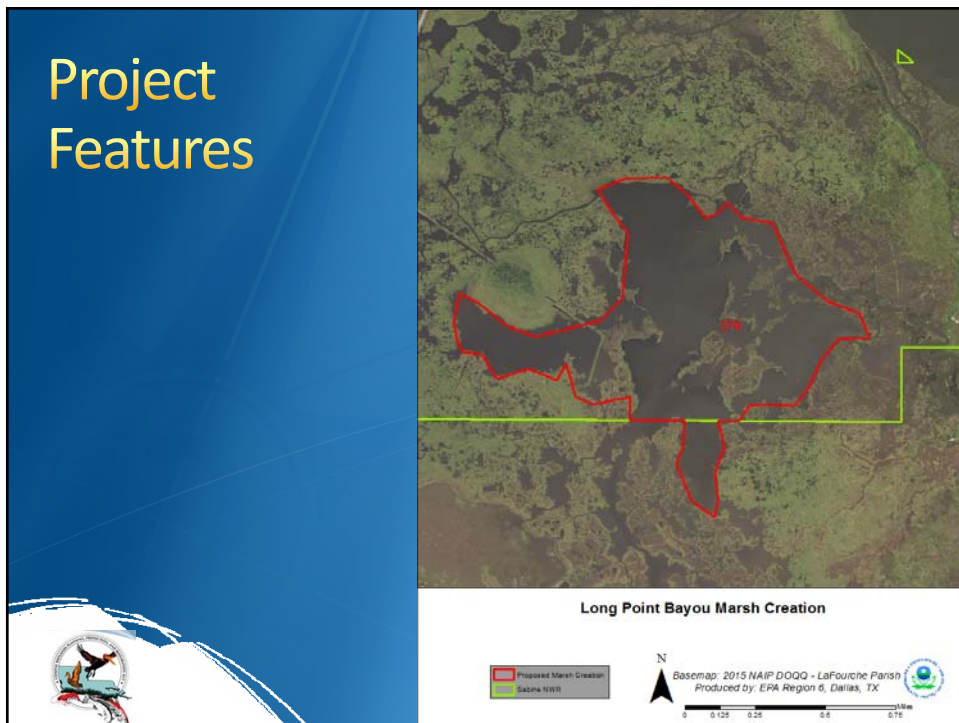 Project
Features
Long Point Bayou Marsh Creation
Proposed Marsh Creation
Sabine NWR
N
Basemap: 2015 NAIP DOQQ - LaFourche Parish
Produced by: EPA Region 6, Dallas, TX
Miles
0 0.125 0.25 0.5 0.75